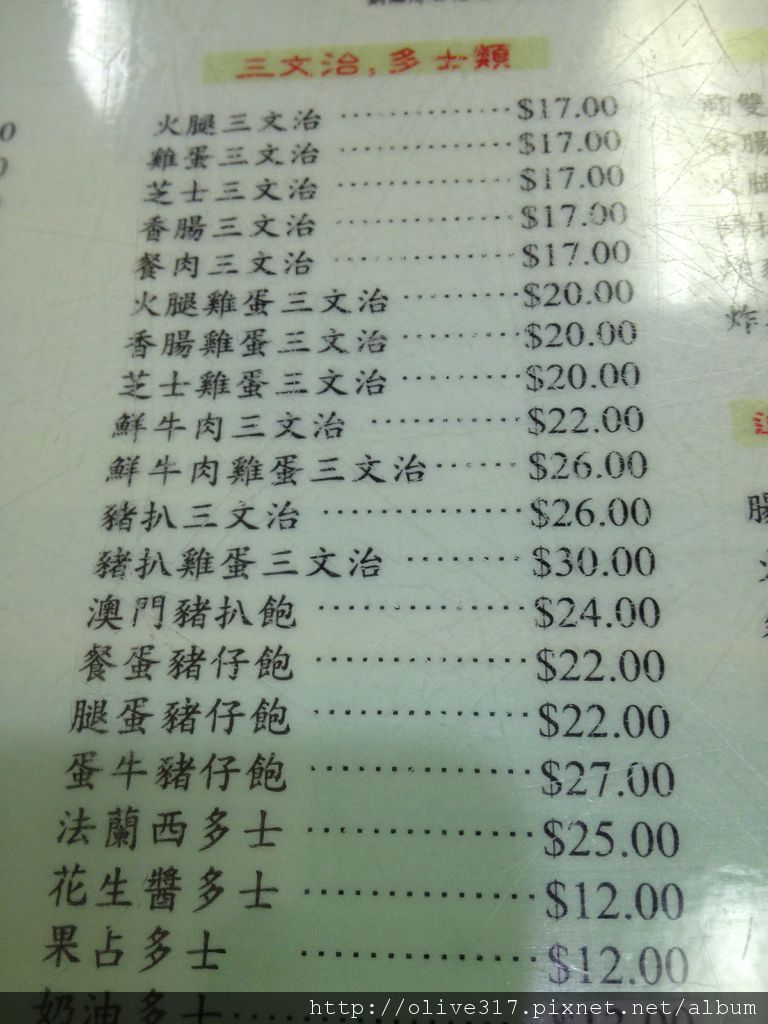 三文治,多士類
火腿三文治 ············· $17.00
雞蛋三文治 ············· $17.00
芝士三文治 ············· $17.00
香腸三文治 ············· $17.00
餐肉三文治 ············· $17.00
火腿雞蛋三文治 ········· $20.00
香腸雞蛋三文治 ········· $20.00
芝士雞蛋三文治 ········· $20.00
鮮牛肉三文治 ··········· $22.00
鮮牛肉雞蛋三文治 ······ $26.00
豬扒三文治 ·············· $26.00
豬扒雞蛋三文治 ········ $30.00
澳門豬扒飽 ·············· $24.00
餐蛋豬仔飽 ·············· $22.00
腿蛋豬仔飽 ·············· $22.00
蛋牛豬仔飽 ·············· $27.00
法蘭西多士 ·············· $25.00
花生醬多士 ·············· $12.00
果占多士 ·············· $12.00
奶油多士
炸
腸
http://olive317.pixnet.net/album